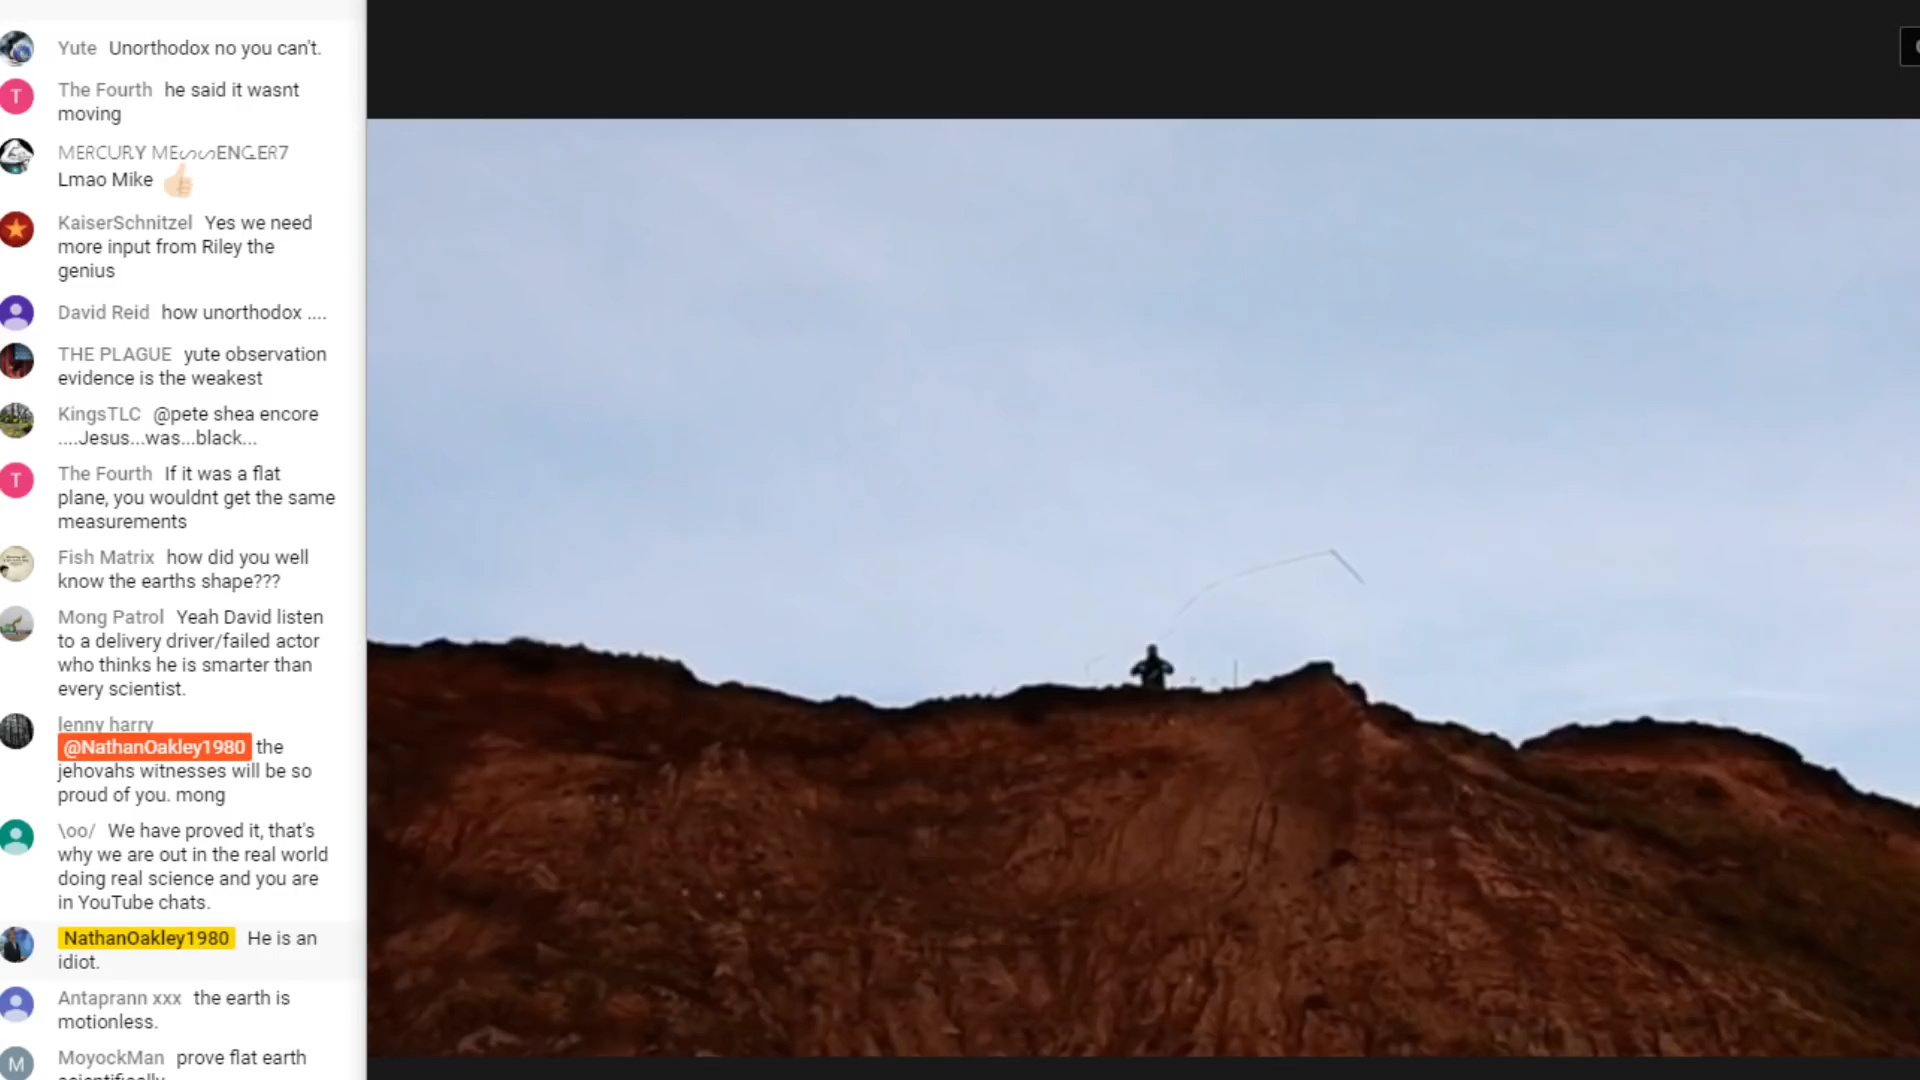 Yute Unorthodox no you can't.
The Fourth he said it wasnt
moving
MERCURY MEᔕᔕENGER7
Lmao Mike
KaiserSchnitzel Yes we need
more input from Riley the
genius
David Reid how unorthodox ....
THE PLAGUE yute observation
evidence is the weakest
KingsTLC @pete shea encore
....Jesus...was...black...
The Fourth If it was a flat
plane, you wouldnt get the same
measurements
Fish Matrix how did you well
know the earths shape???
Mong Patrol Yeah David listen
to a delivery driver/failed actor
who thinks he is smarter than
every scientist.
lenny harry
@NathanOakley1980 the
jehovahs witnesses will be so
proud of you. mong
\oo/ We have proved it, that's
why we are out in the real world
doing real science and you are
in YouTube chats.
NathanOakley1980 He is an
idiot.
Antaprann xxx the earth is
motionless.
MoyockMan prove flat earth